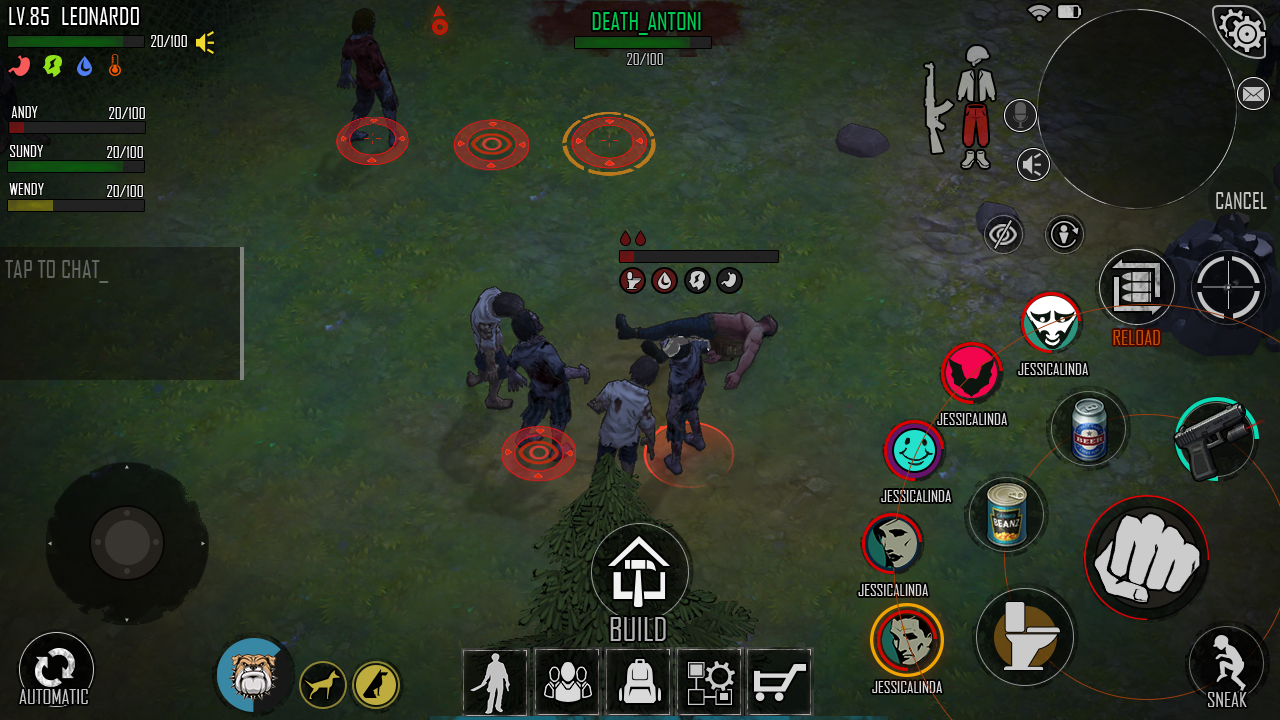 LV.85 LEONARDO
20/100
DEATH_ANTONI
20/100
ANDY 20/100
SUNDY 20/100
WENDY 20/100
TAP TO CHAT_
CANCEL
RELOAD
JESSICALINDA
JESSICALINDA
JESSICALINDA
JESSICALINDA
JESSICALINDA
BEER
BEANZ
BUILD
AUTOMATIC
SNEAK